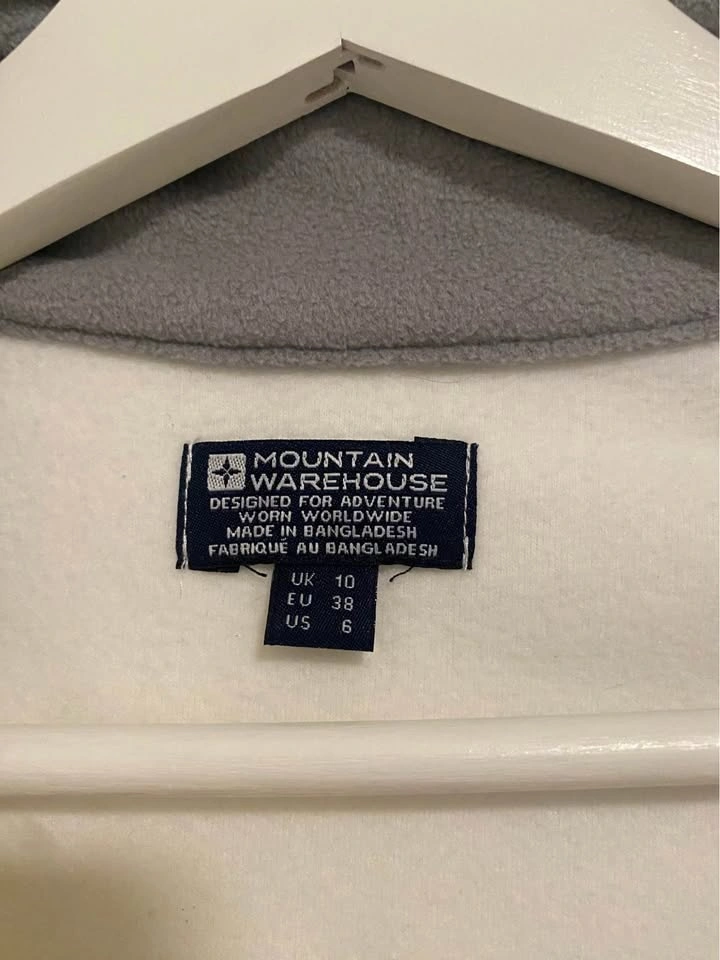 MOUNTAIN
WAREHOUSE
DESIGNED FOR ADVENTURE
WORN WORLDWIDE
MADE IN BANGLADESH
FABRIQUÉ AU BANGLADESH
UK 10
EU 38
US 6